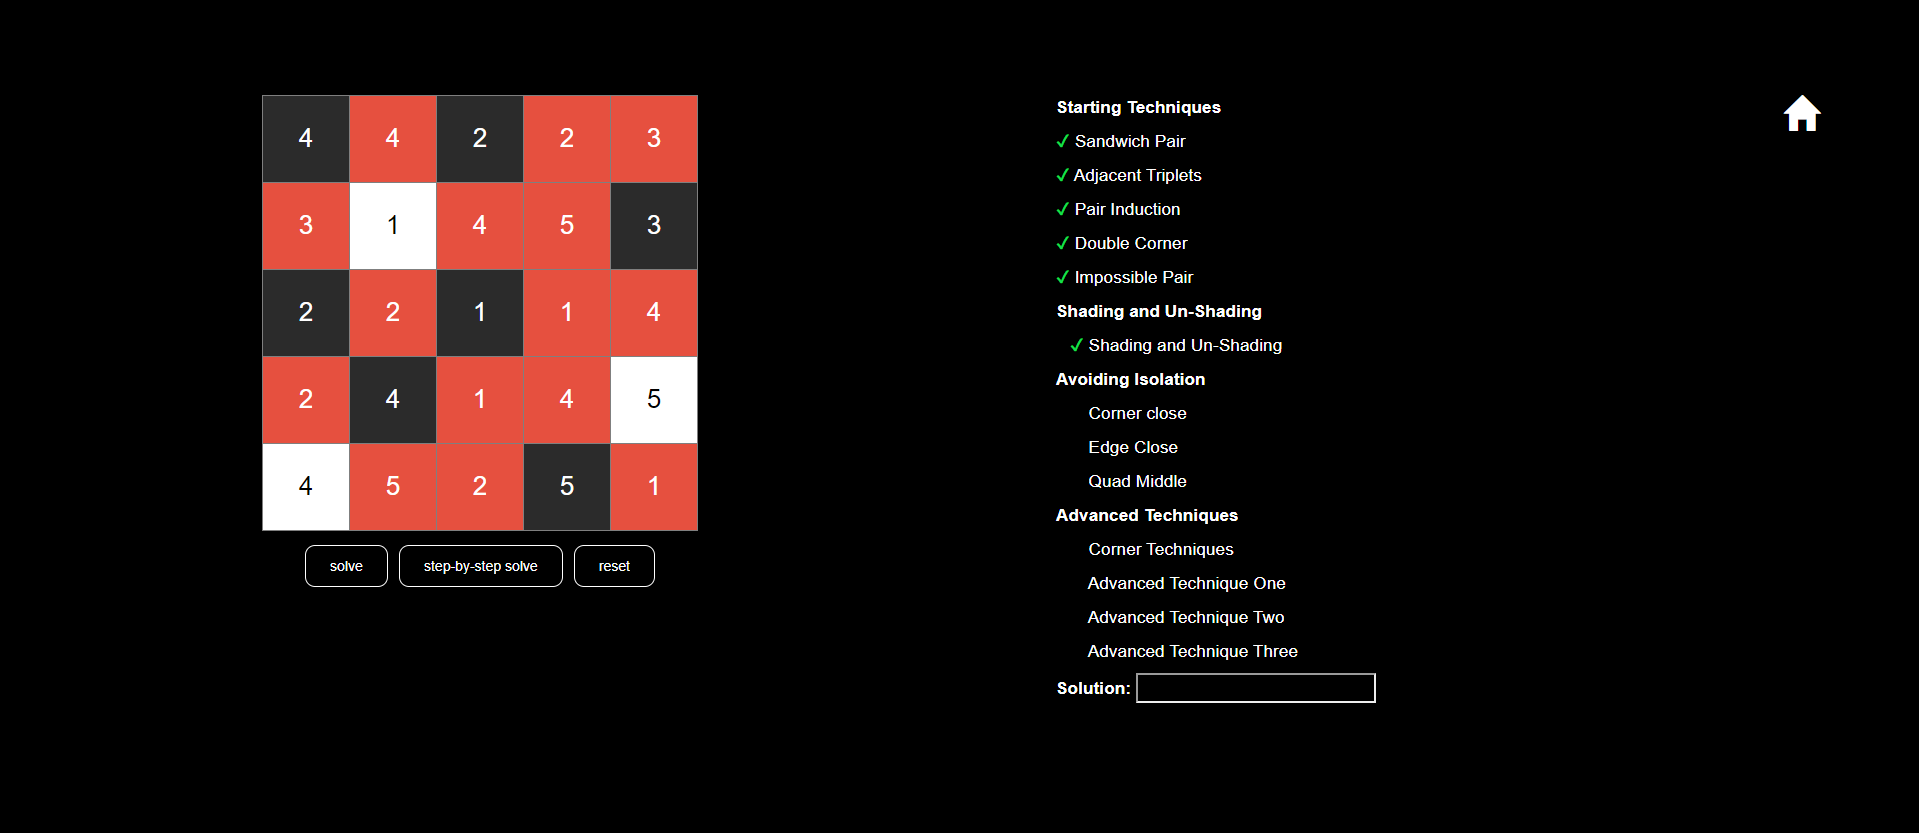 4 4 2 2 3
3 1 4 5 3
2 2 1 1 4
2 4 1 4 5
4 5 2 5 1
solve step-by-step solve reset
Starting Techniques
✓ Sandwich Pair
✓ Adjacent Triplets
✓ Pair Induction
✓ Double Corner
✓ Impossible Pair
Shading and Un-Shading
✓ Shading and Un-Shading
Avoiding Isolation
Corner close
Edge Close
Quad Middle
Advanced Techniques
Corner Techniques
Advanced Technique One
Advanced Technique Two
Advanced Technique Three
Solution: